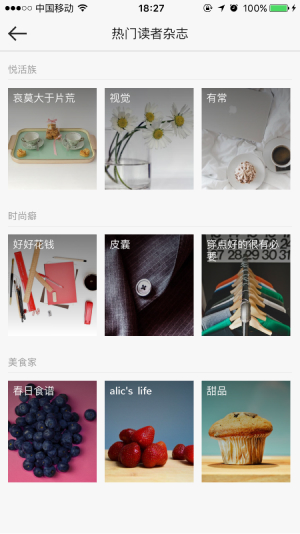 中国移动 18:27 100%
热门读者杂志
悦活族
哀莫大于片荒 视觉 有常
时尚癖
好好花钱 皮囊 穿点好的很有必
要
美食家
春日食谱 alic's life 甜品